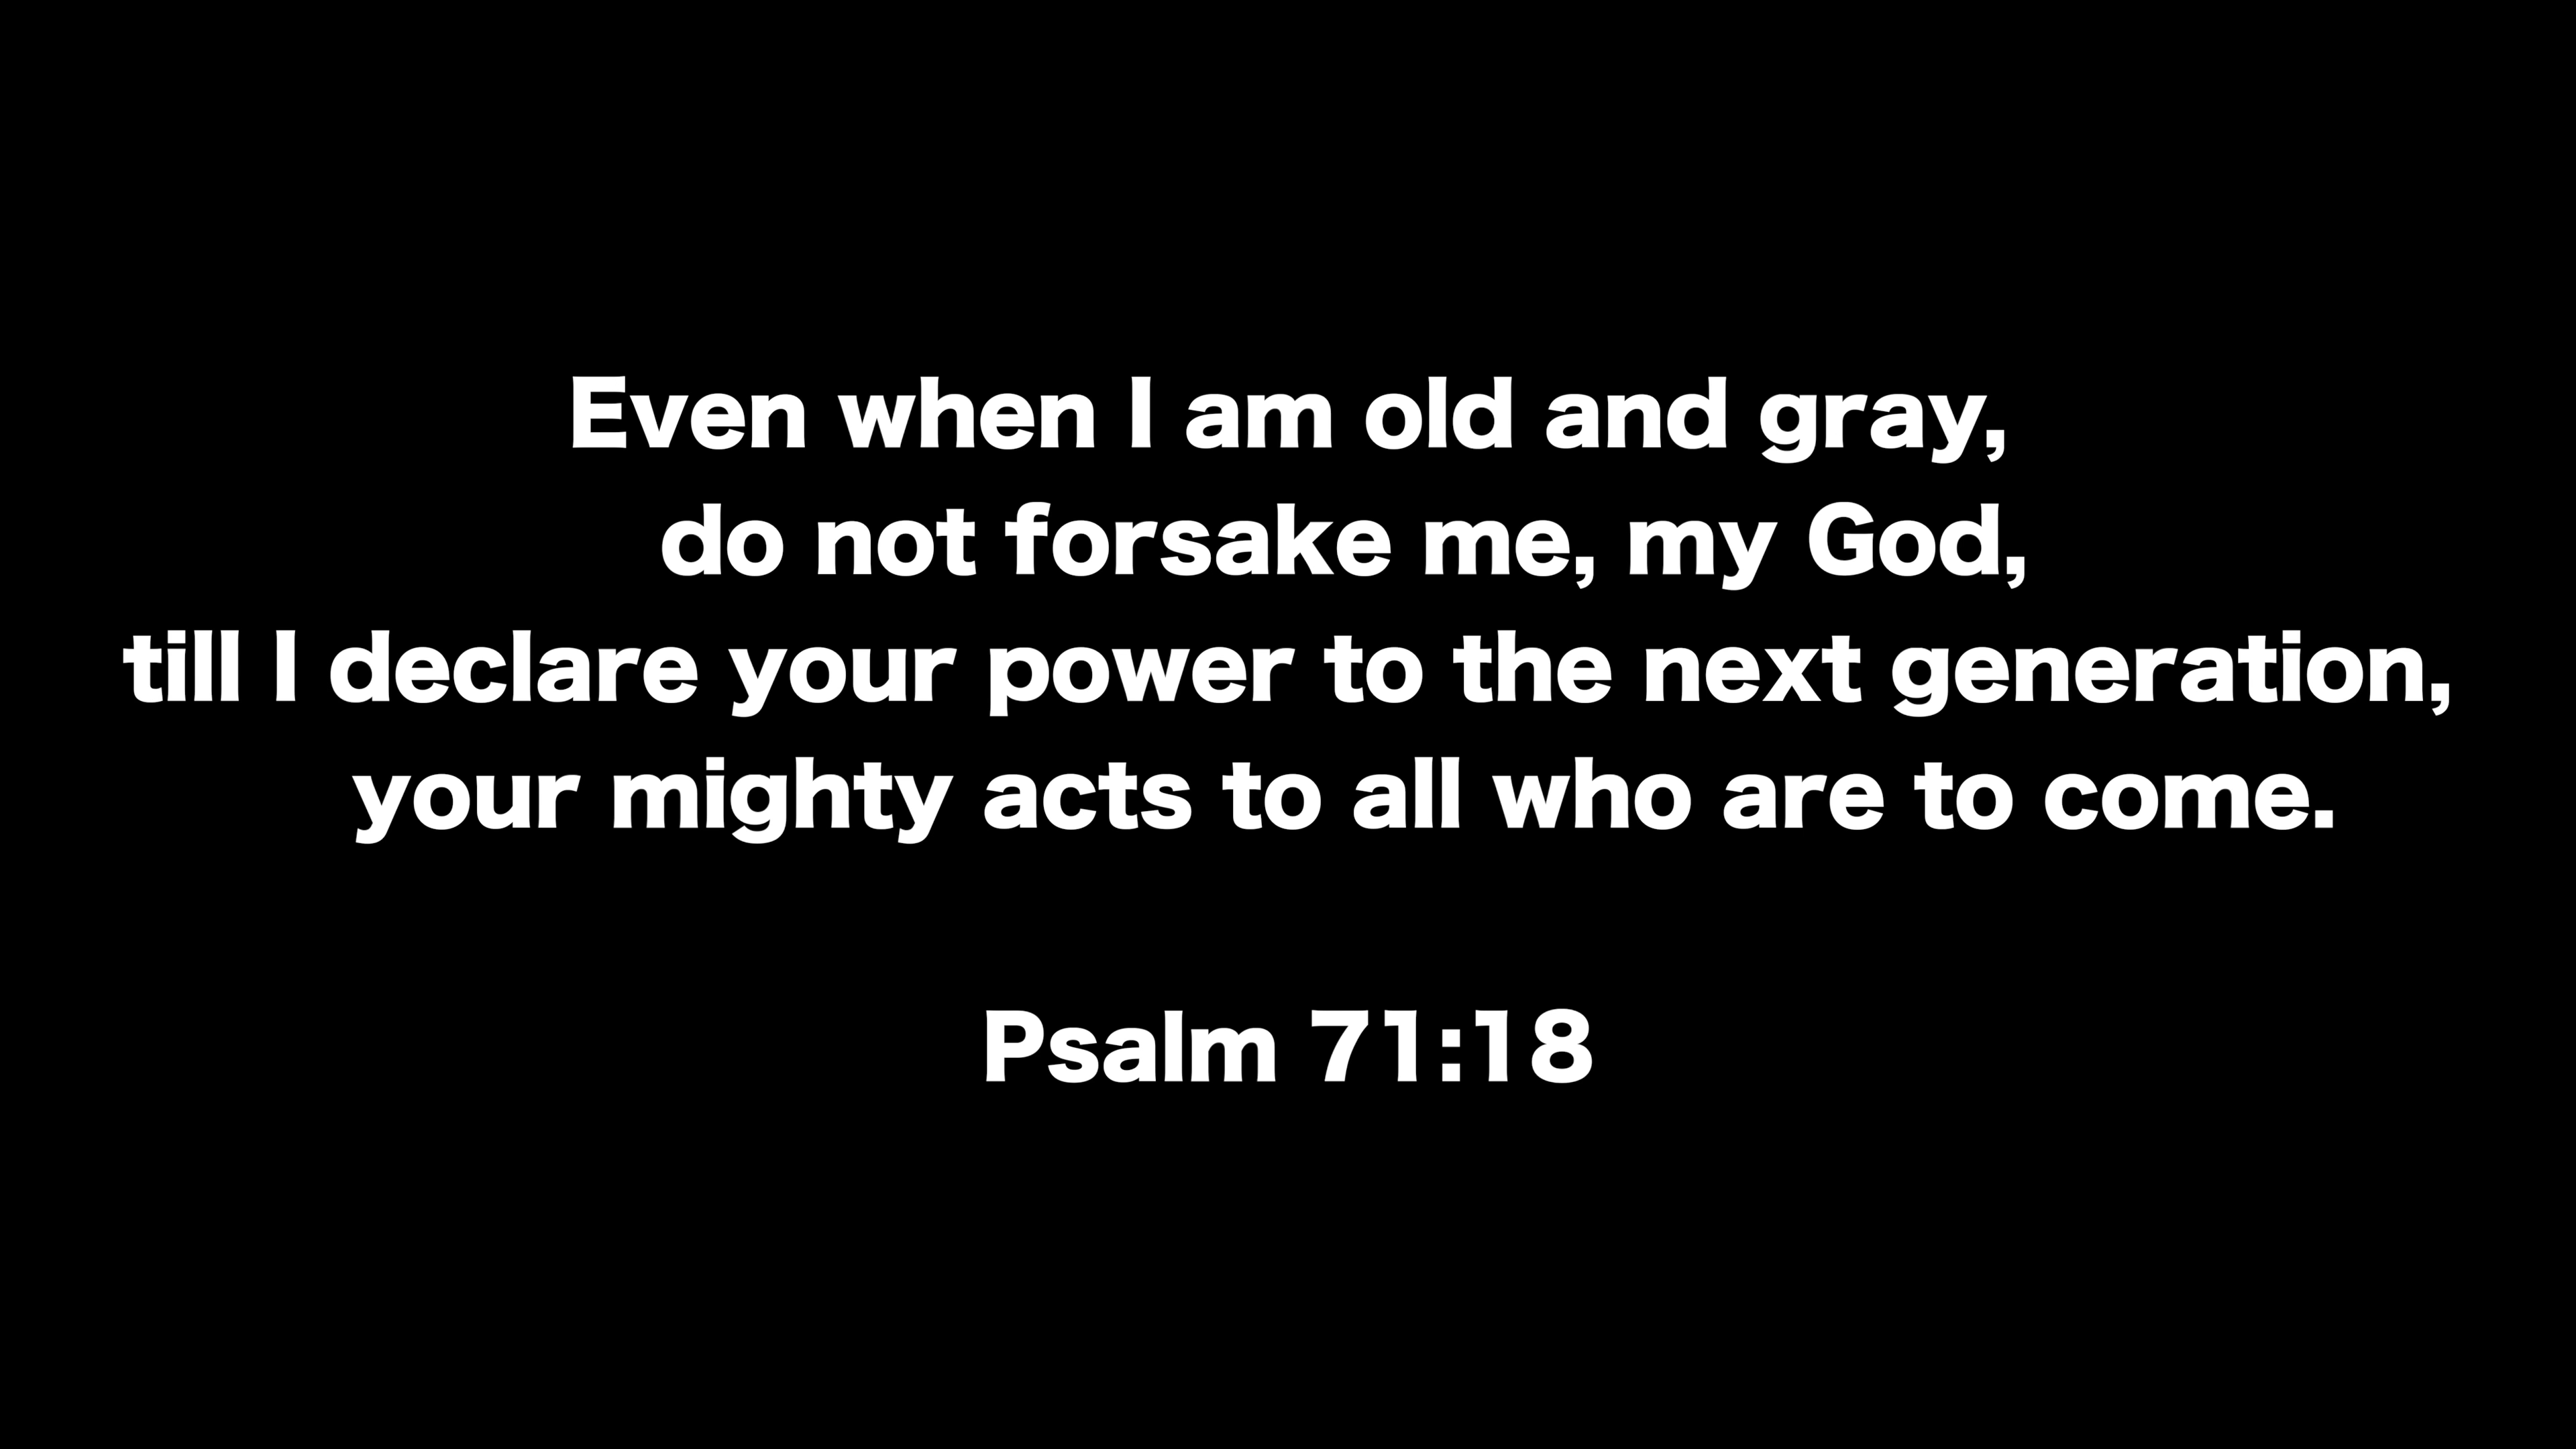 Even when I am old and gray,
do not forsake me, my God,
till I declare your power to the next generation,
your mighty acts to all who are to come.
Psalm 71:18